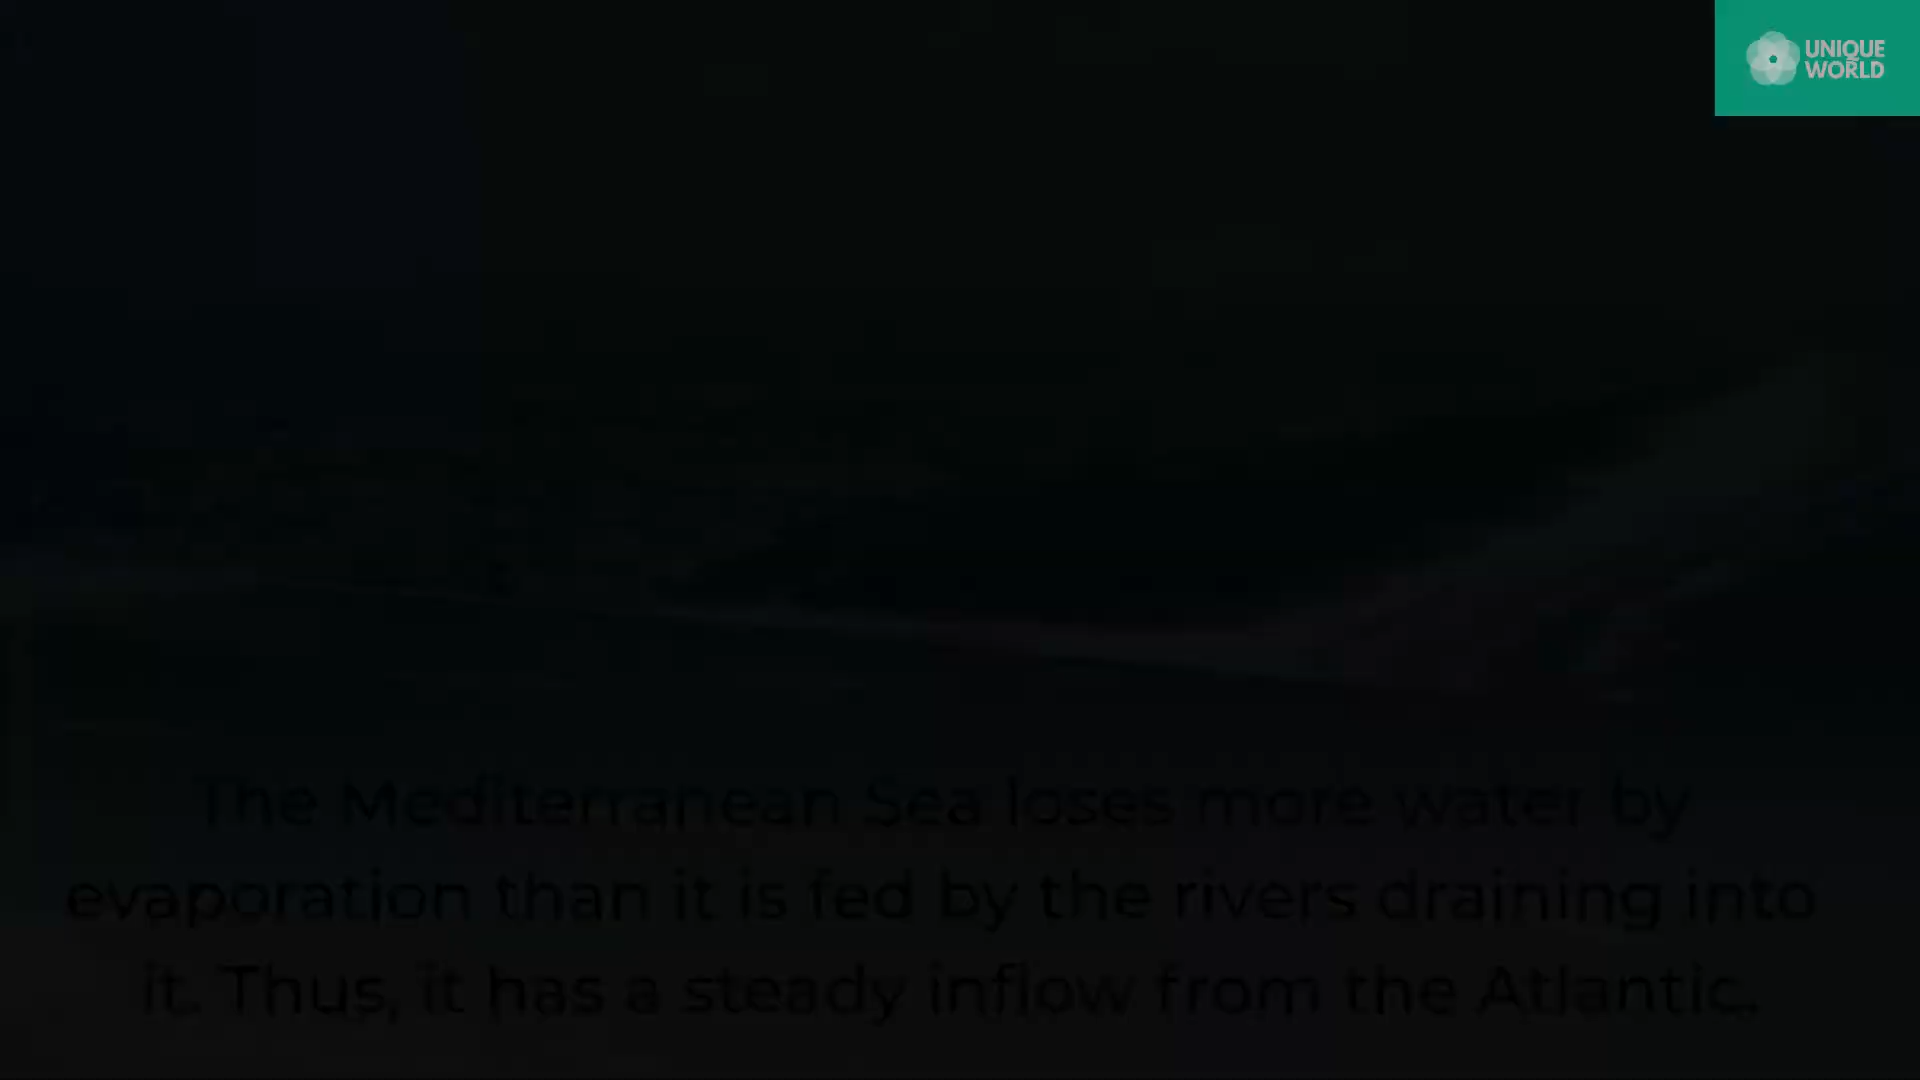 UNIQUE
WORLD
The Mediterranean Sea loses more water by
evaporation than it is fed by the rivers draining into
it. Thus, it has a steady inflow from the Atlantic.